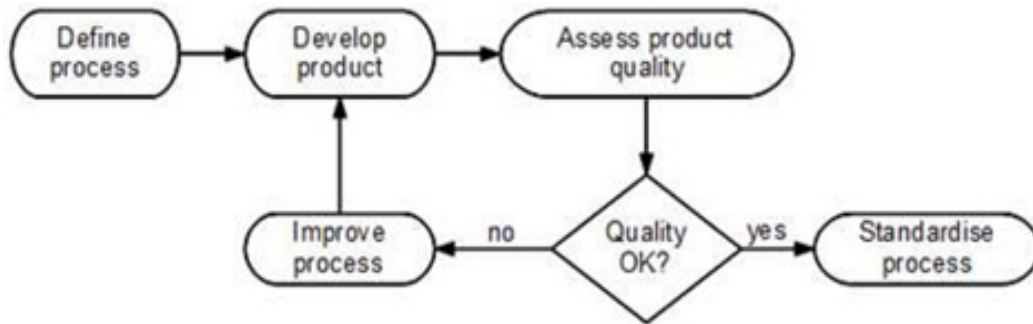 Define
process
Develop
product
Assess product
quality
Improve
process
no
Quality
OK?
yes
Standardise
process